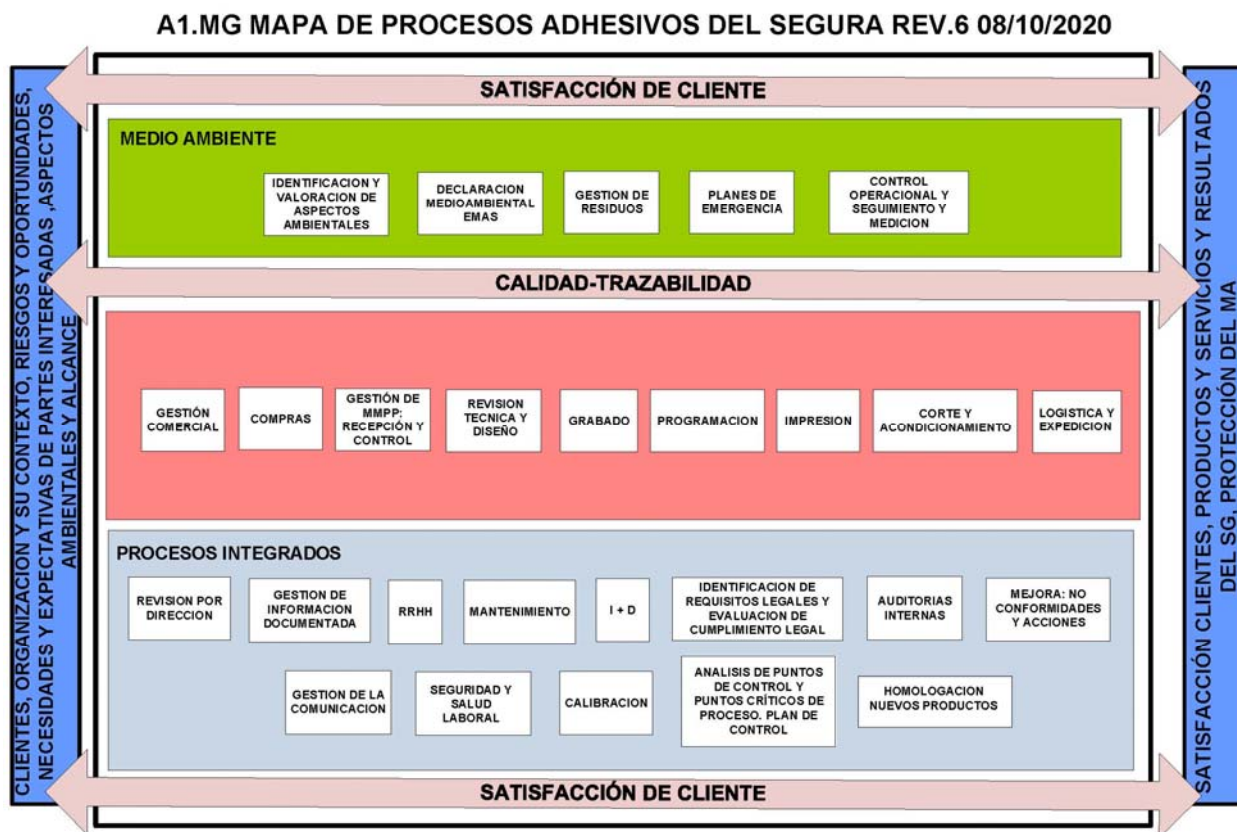 A1.MG MAPA DE PROCESOS ADHESIVOS DEL SEGURA REV.6 08/10/2020
CLIENTES, ORGANIZACION Y SU CONTEXTO, RIESGOS Y OPORTUNIDADES,
NECESIDADES Y EXPECTATIVAS DE PARTES INTERESADAS ,ASPECTOS
AMBIENTALES Y ALCANCE
SATISFACCIÓN DE CLIENTE
MEDIO AMBIENTE
IDENTIFICACION Y
VALORACION DE
ASPECTOS
AMBIENTALES
DECLARACION
MEDIOAMBIENTAL
EMAS
GESTION DE
RESIDUOS
PLANES DE
EMERGENCIA
CONTROL
OPERACIONAL Y
SEGUIMIENTO Y
MEDICION
CALIDAD-TRAZABILIDAD
GESTIÓN
COMERCIAL
COMPRAS
GESTIÓN DE
MMPP:
RECEPCIÓN Y
CONTROL
REVISION
TECNICA Y
DISEÑO
GRABADO
PROGRAMACION
IMPRESION
CORTE Y
ACONDICIONAMIENTO
LOGISTICA Y
EXPEDICION
PROCESOS INTEGRADOS
REVISION POR
DIRECCION
GESTION DE
INFORMACION
DOCUMENTADA
RRHH
MANTENIMIENTO
I + D
IDENTIFICACION DE
REQUISITOS LEGALES Y
EVALUACION DE
CUMPLIMIENTO LEGAL
AUDITORIAS
INTERNAS
MEJORA: NO
CONFORMIDADES
Y ACCIONES
GESTION DE LA
COMUNICACION
SEGURIDAD Y
SALUD
LABORAL
CALIBRACION
ANALISIS DE PUNTOS
DE CONTROL Y
PUNTOS CRÍTICOS DE
PROCESO. PLAN DE
CONTROL
HOMOLOGACION
NUEVOS PRODUCTOS
SATISFACCIÓN DE CLIENTE
SATISFACCIÓN CLIENTES, PRODUCTOS Y SERVICIOS Y RESULTADOS
DEL SG, PROTECCIÓN DEL MA